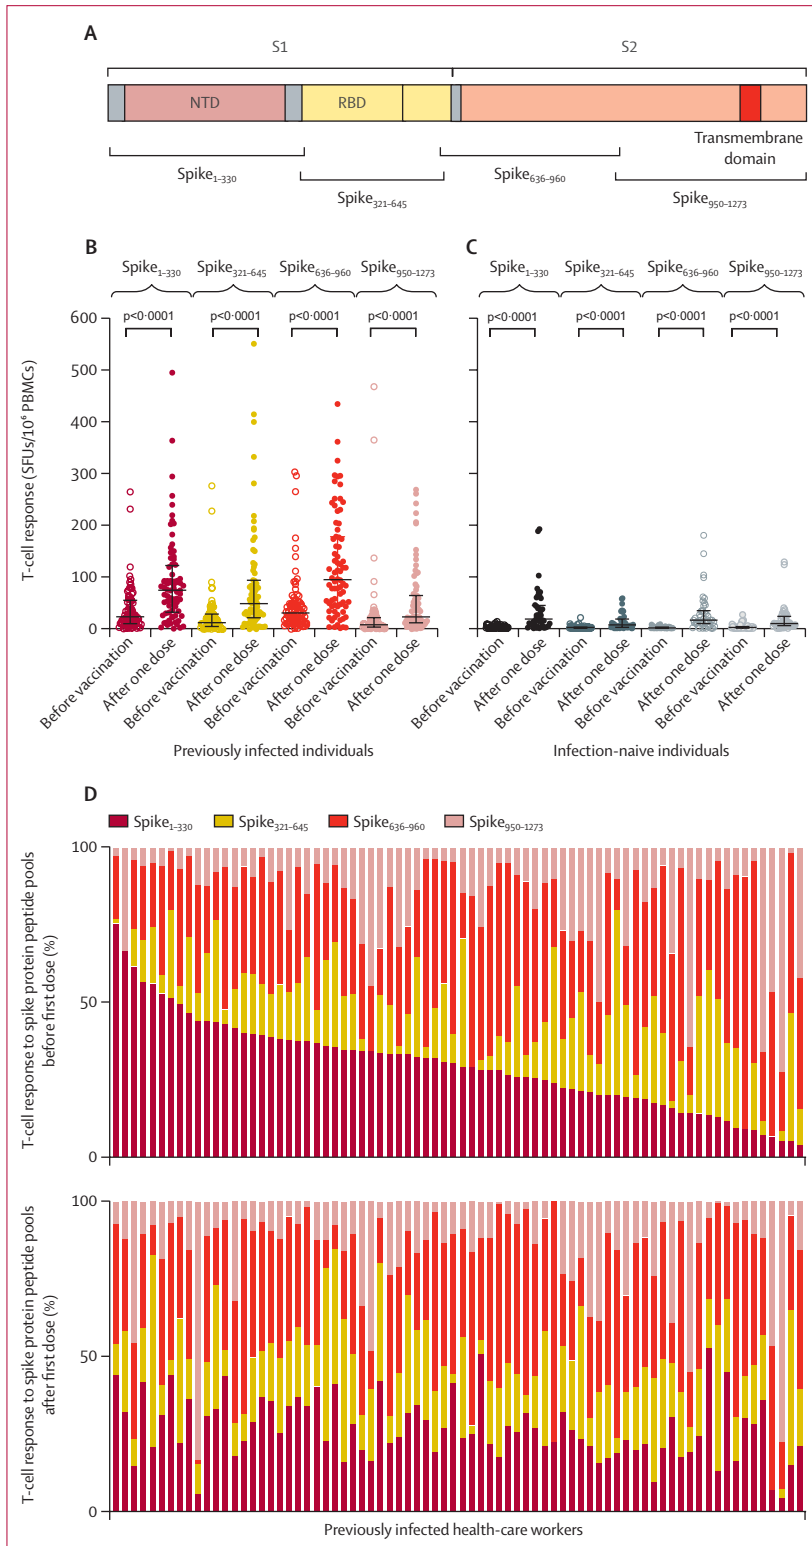 A
S1 S2
NTD RBD
Transmembrane
domain
Spike₁₋₃₃₀ Spike₆₃₆₋₉₆₀
Spike₃₂₁₋₆₄₅ Spike₉₅₀₋₁₂₇₃
B C
Spike₁₋₃₃₀ Spike₃₂₁₋₆₄₅ Spike₆₃₆₋₉₆₀ Spike₉₅₀₋₁₂₇₃ Spike₁₋₃₃₀ Spike₃₂₁₋₆₄₅ Spike₆₃₆₋₉₆₀ Spike₉₅₀₋₁₂₇₃
p<0·0001 p<0·0001 p<0·0001 p<0·0001 p<0·0001 p<0·0001 p<0·0001 p<0·0001
T-cell response (SFUs/10⁶ PBMCs)
600
500
400
300
200
100
0
Before vaccination After one dose Before vaccination After one dose Before vaccination After one dose Before vaccination After one dose Before vaccination After one dose Before vaccination After one dose Before vaccination After one dose Before vaccination After one dose
Previously infected individuals Infection-naive individuals
D
Spike₁₋₃₃₀ Spike₃₂₁₋₆₄₅ Spike₆₃₆₋₉₆₀ Spike₉₅₀₋₁₂₇₃
T-cell response to spike protein peptide pools
before first dose (%)
100
50
0
T-cell response to spike protein peptide pools
after first dose (%)
100
50
0
Previously infected health-care workers